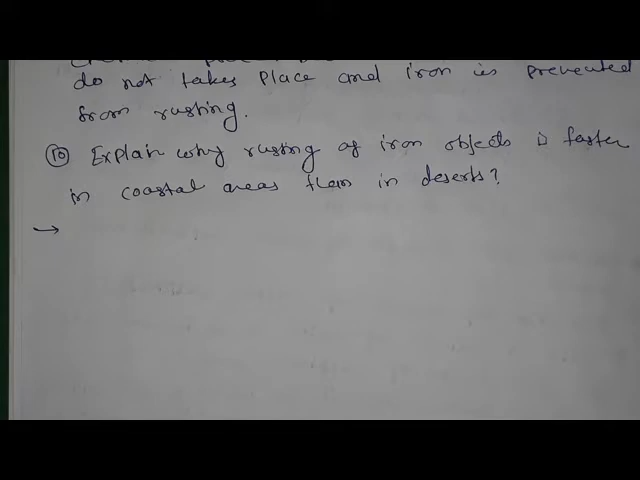 do not takes place and iron is prevented
from rusting.
10 Explain why rusting of iron objects is faster
in coastal areas than in deserts?
→